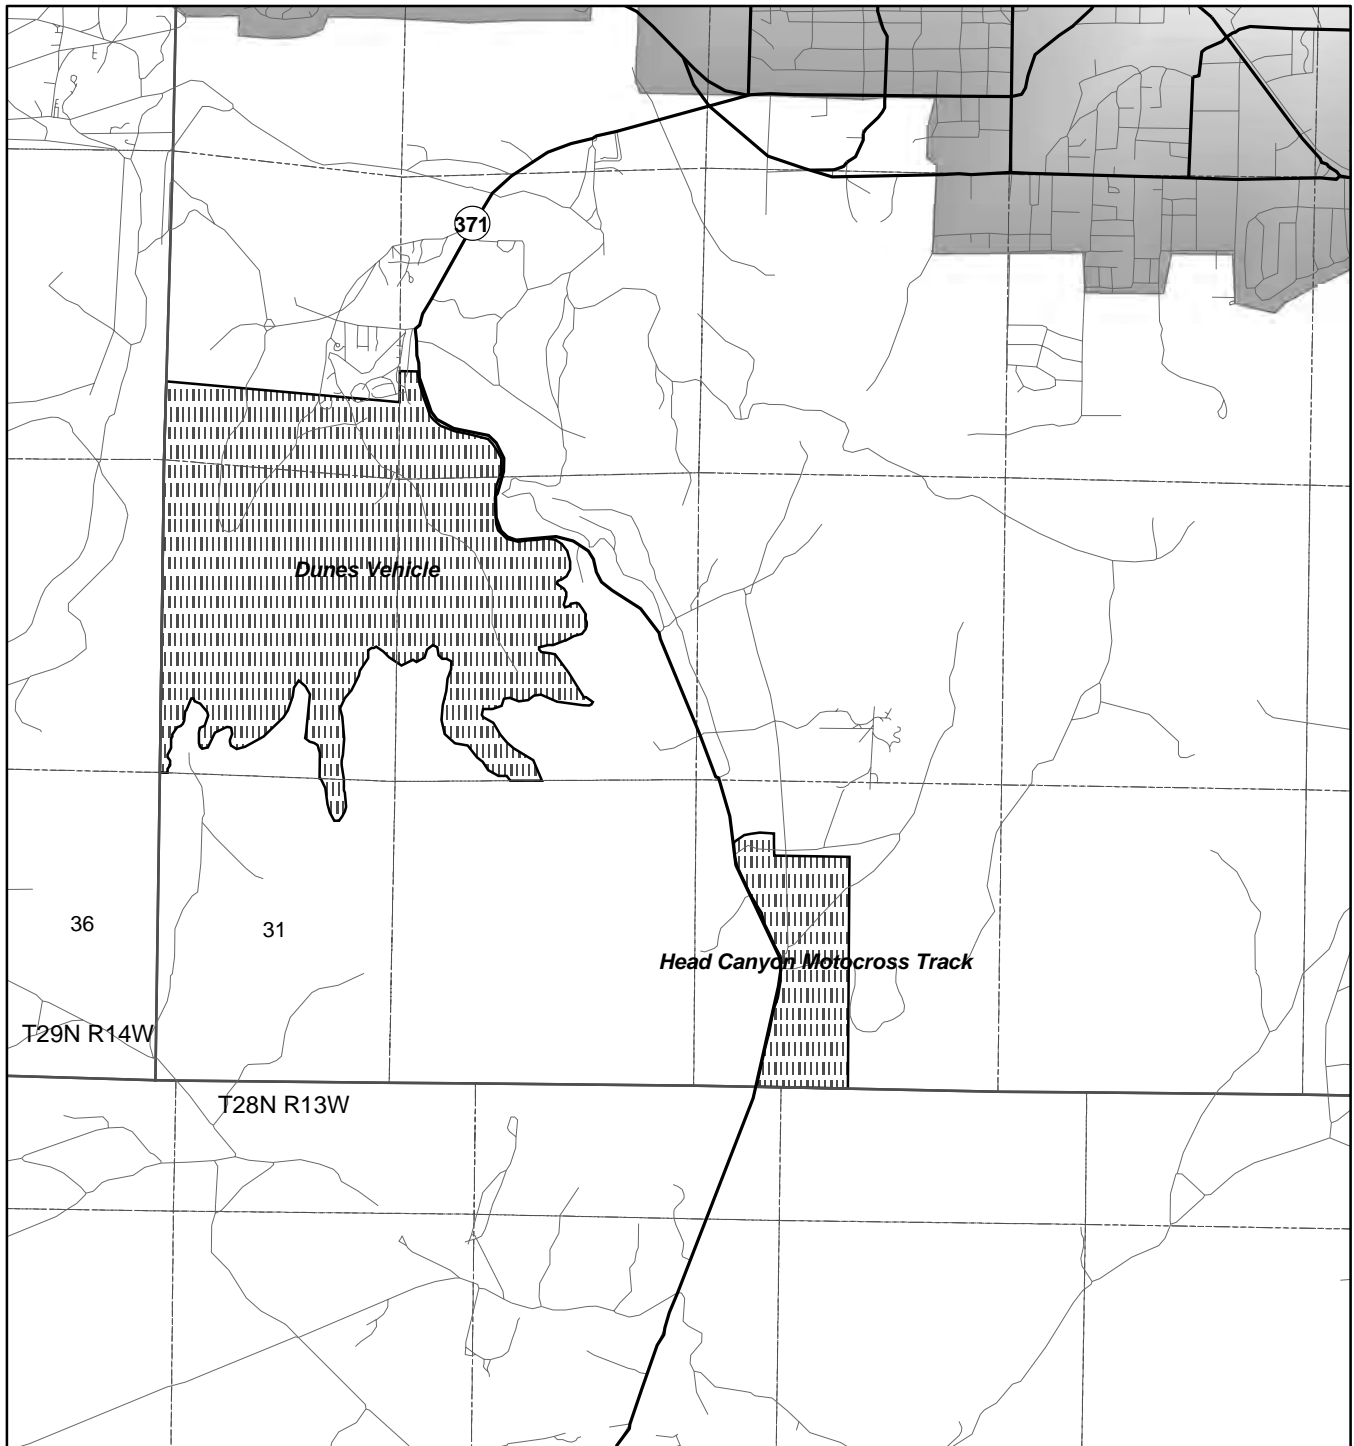 371
Dunes Vehicle
36
31
Head Canyon Motocross Track
T29N R14W
T28N R13W